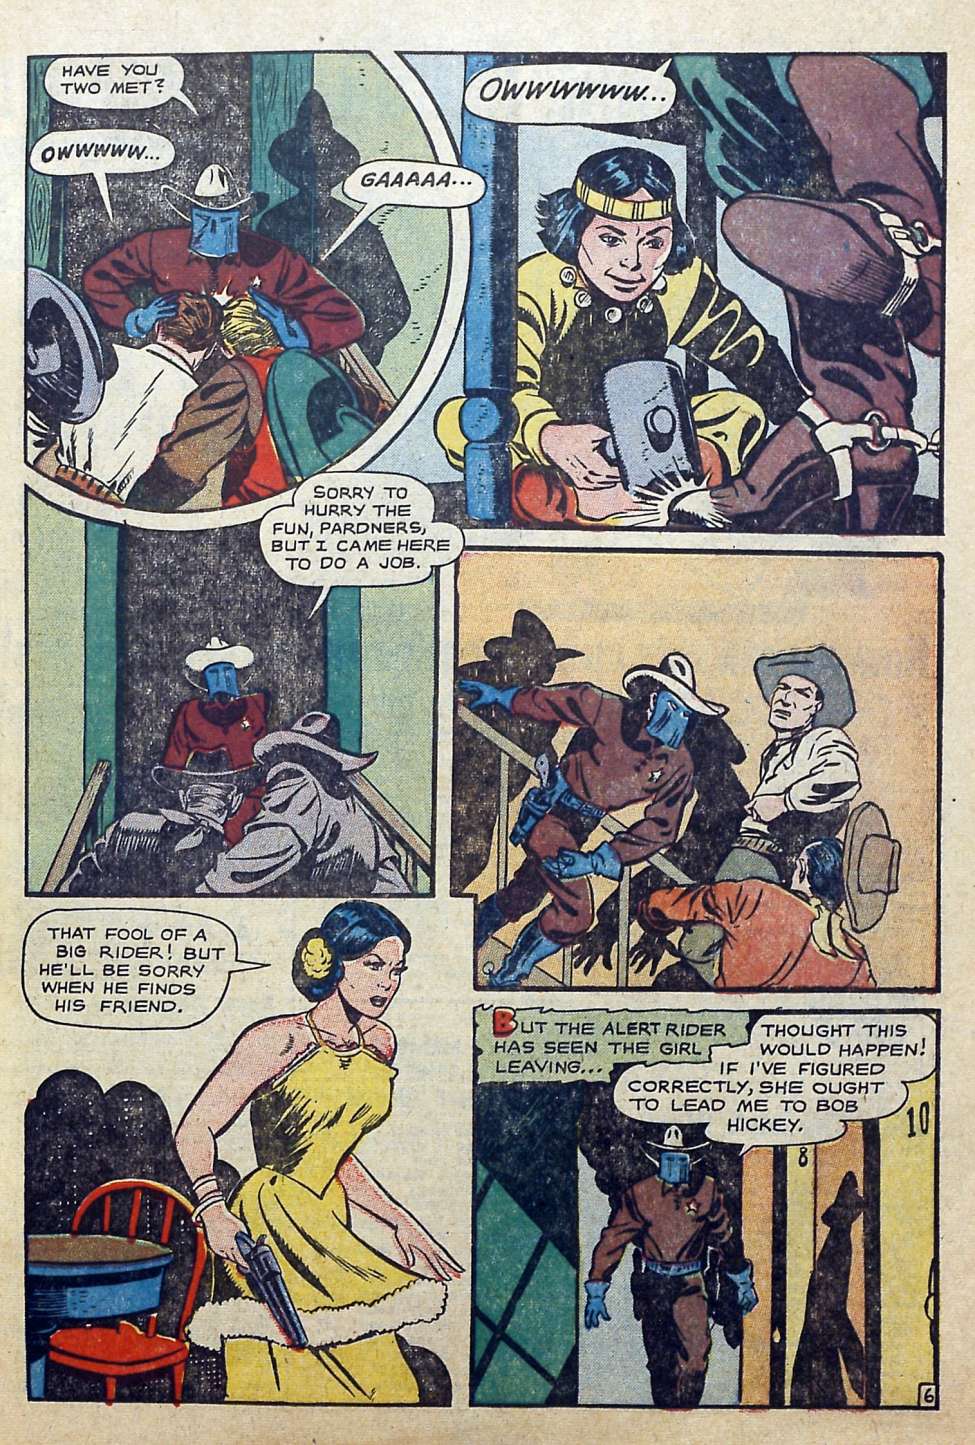 HAVE YOU
TWO MET?
OWWWWW...
GAAAAA...
OWWWWWW...
SORRY TO
HURRY THE
FUN, PARDNERS,
BUT I CAME HERE
TO DO A JOB.
THAT FOOL OF A
BIG RIDER! BUT
HE'LL BE SORRY
WHEN HE FINDS
HIS FRIEND.
BUT THE ALERT RIDER
HAS SEEN THE GIRL
LEAVING...
THOUGHT THIS
WOULD HAPPEN!
IF I'VE FIGURED
CORRECTLY, SHE OUGHT
TO LEAD ME TO BOB
HICKEY.
8
10
6